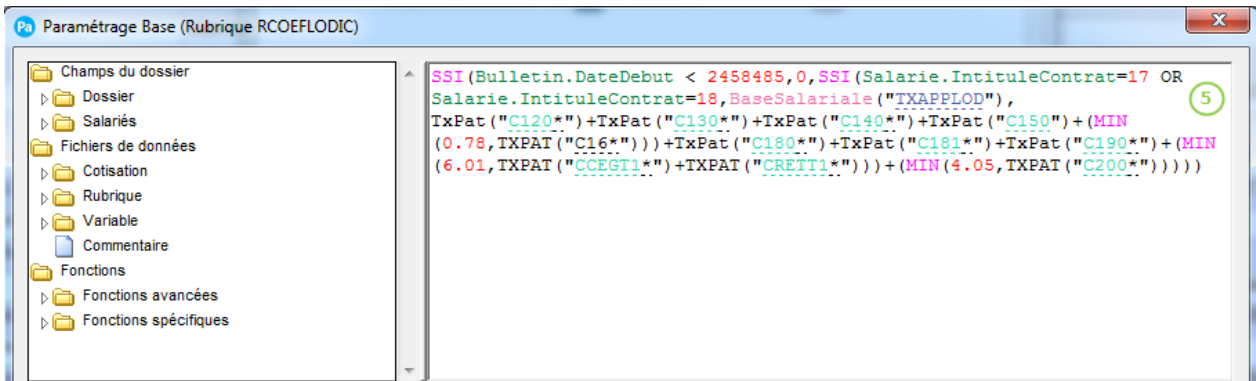 Pa Paramétrage Base (Rubrique RCOEFLODIC)
x
Champs du dossier
Dossier
Salariés
Fichiers de données
Cotisation
Rubrique
Variable
Commentaire
Fonctions
Fonctions avancées
Fonctions spécifiques
SSI(Bulletin.DateDebut < 2458485,0,SSI(Salarie.IntituleContrat=17 OR
Salarie.IntituleContrat=18,BaseSalariale("TXAPPLOD"),
TxPat("C120*")+TxPat("C130*")+TxPat("C140*")+TxPat("C150")+(MIN
(0.78,TXPAT("C16*")))+TxPat("C180*")+TxPat("C181*")+TxPat("C190*")+(MIN
(6.01,TXPAT("CCEGT1*")+TXPAT("CRETT1*")))+(MIN(4.05,TXPAT("C200*")))))
5